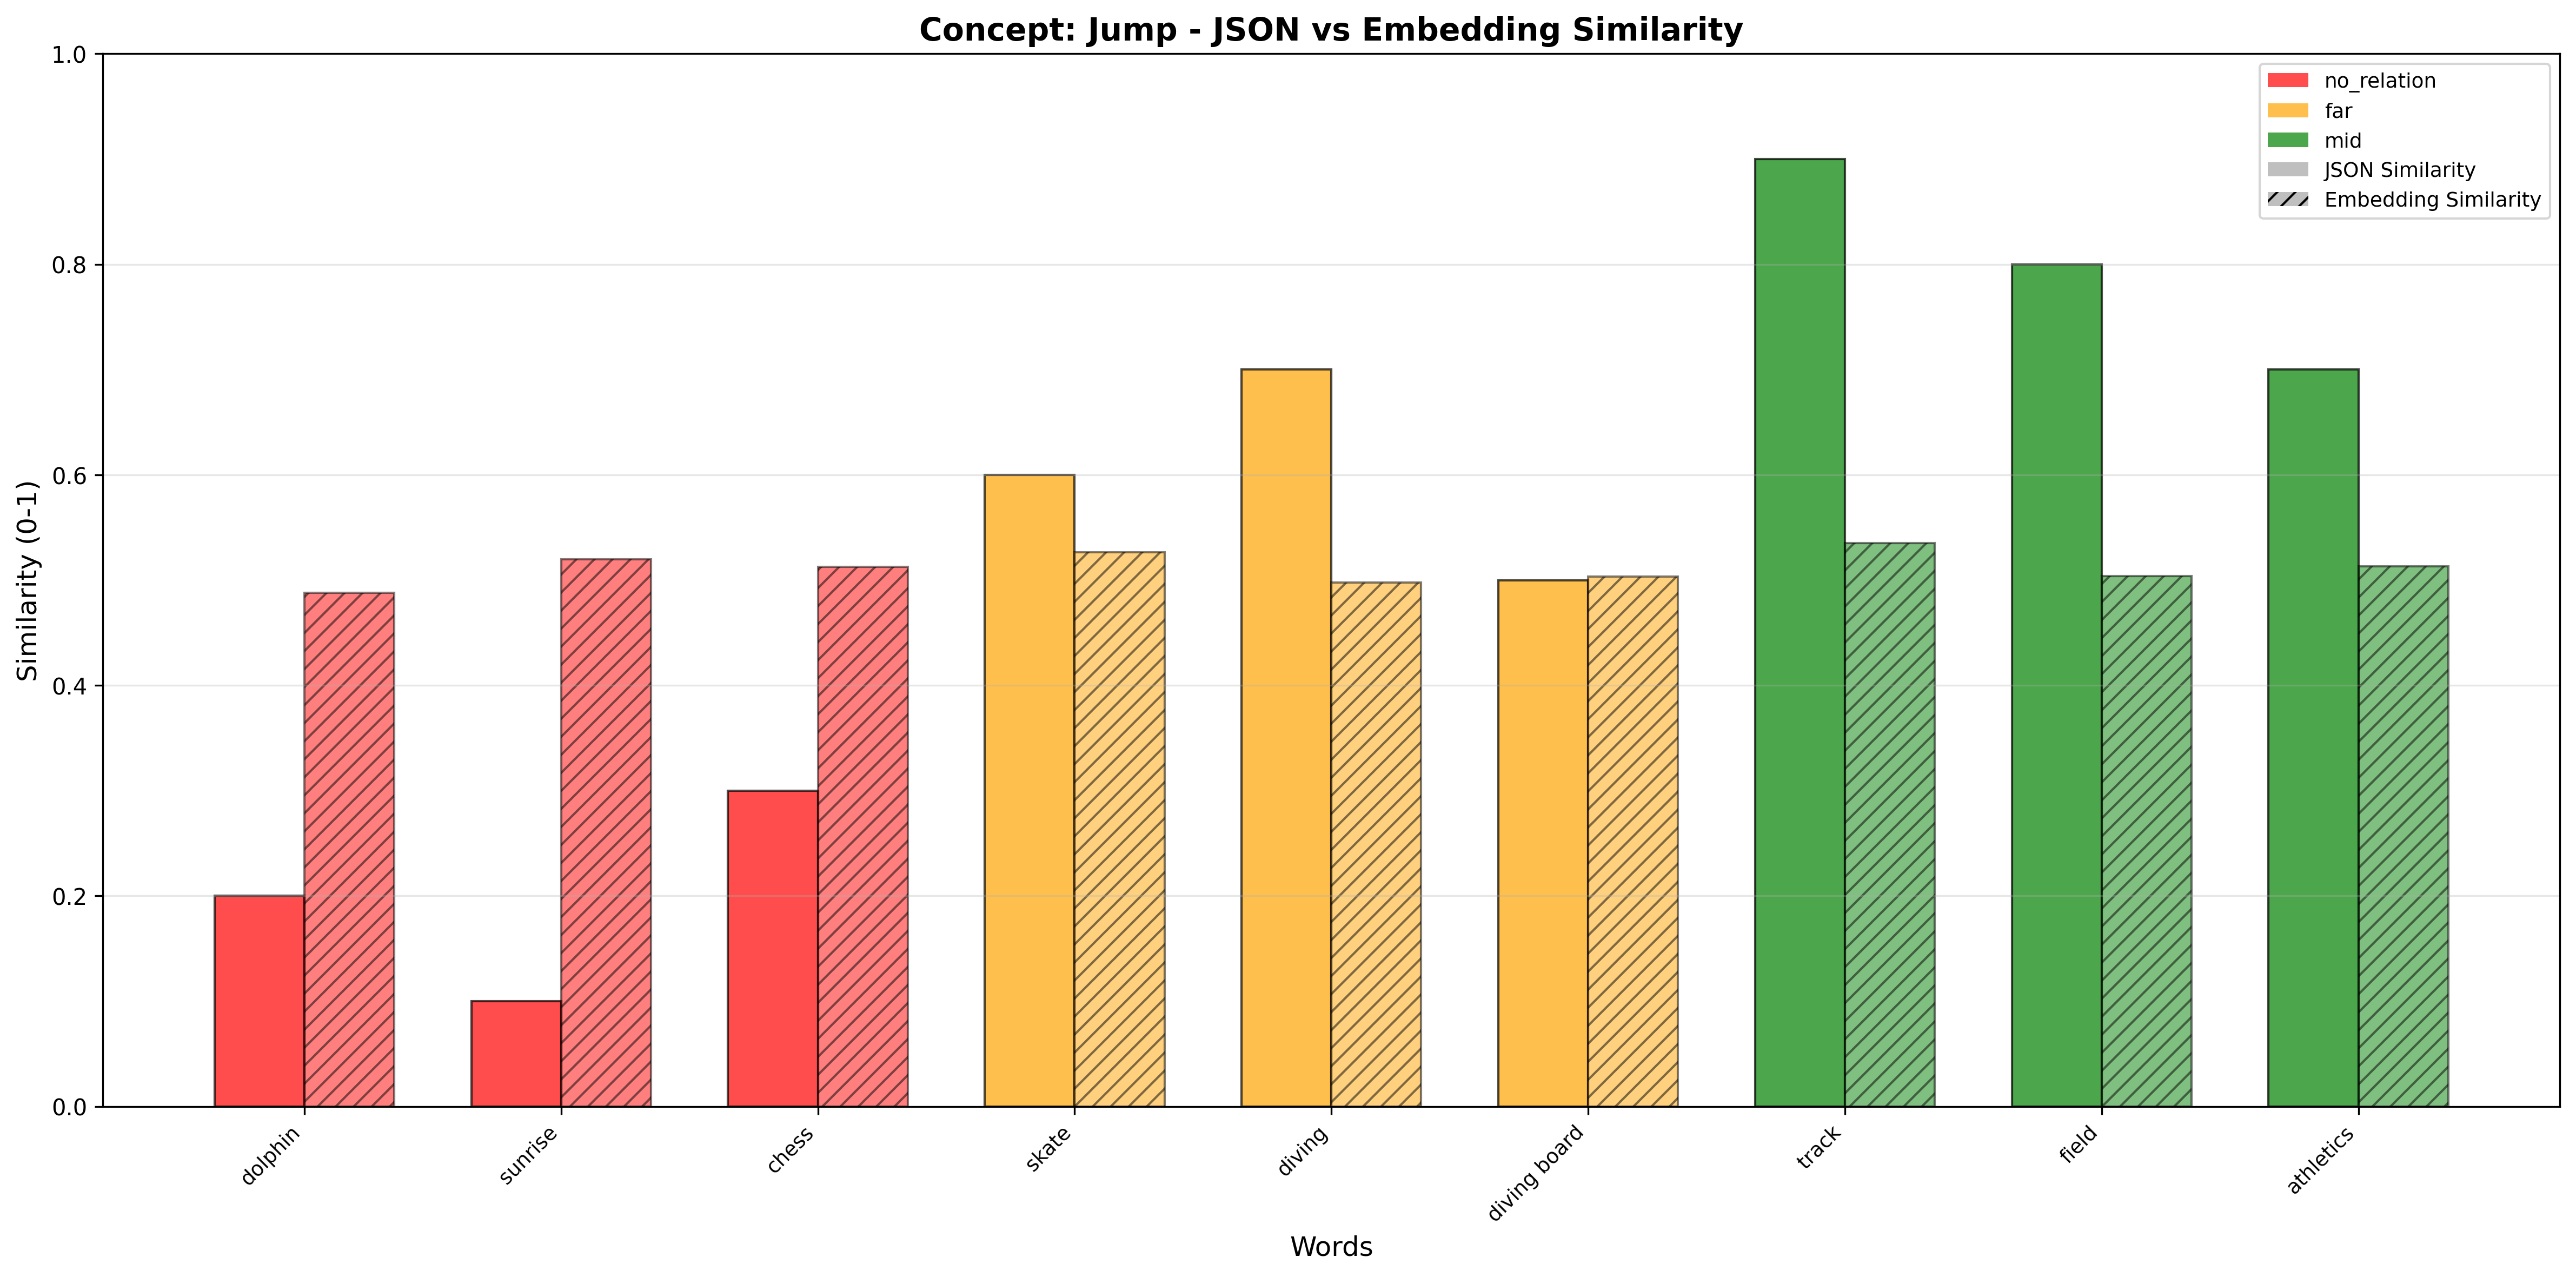 Concept: Jump - JSON vs Embedding Similarity
1.0
0.8
0.6
0.4
0.2
0.0
Similarity (0-1)
no_relation
far
mid
JSON Similarity
Embedding Similarity
dolphin
sunrise
chess
skate
diving
diving board
track
field
athletics
Words